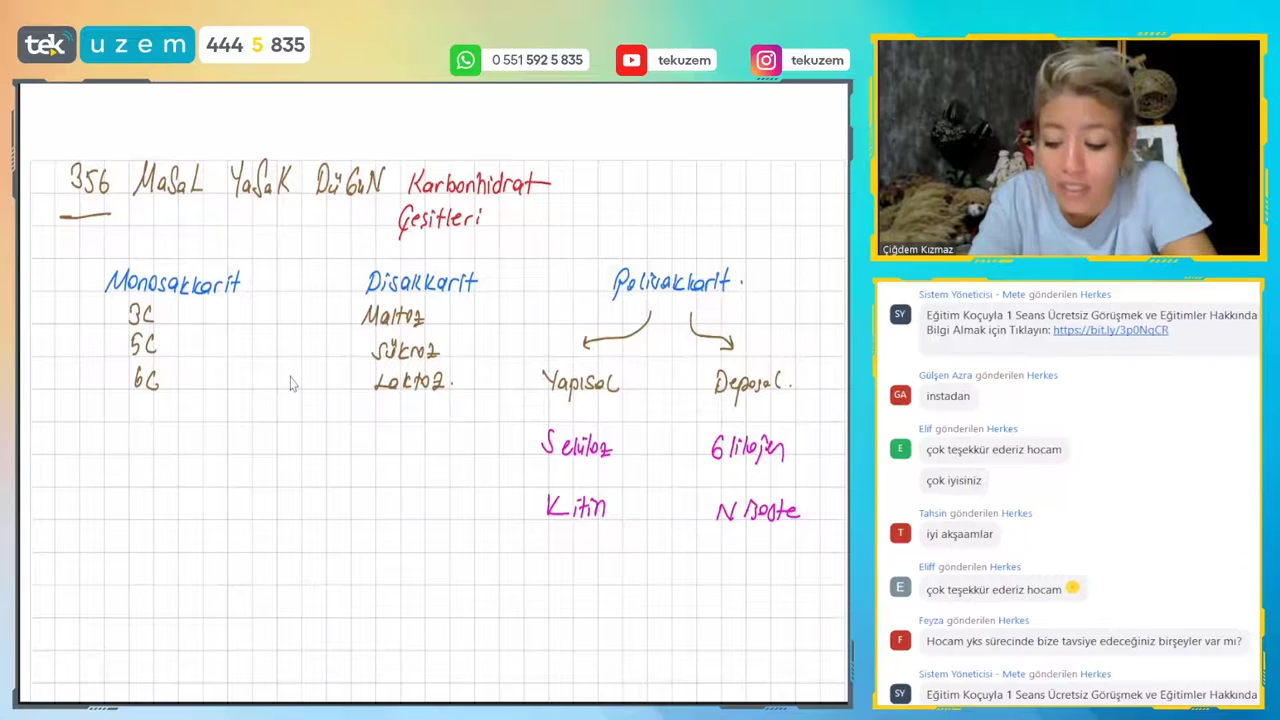 tek uzem 444 5 835
0 551 592 5 835 tekuzem tekuzem
356 MaSaL YaSaK DüGüN Karbonhidrat
Çeşitleri
Monosakkarit Disakkarit Polisakkarit.
3C Maltoz
5C Sükroz
6C Laktoz. Yapısal Deposal.
Selüloz Glikojen
Kitin Nişasta
Çiğdem Kızmaz
Sistem Yöneticisi - Mete gönderilen Herkes
SY Eğitim Koçuyla 1 Seans Ücretsiz Görüşmek ve Eğitimler Hakkında
Bilgi Almak için Tıklayın: https://bit.ly/3p0NqCR
Gülşen Azra gönderilen Herkes
GA instadan
Elif gönderilen Herkes
E çok teşekkür ederiz hocam
çok iyisiniz
Tahsin gönderilen Herkes
T iyi akşaamlar
Eliff gönderilen Herkes
E çok teşekkür ederiz hocam
Feyza gönderilen Herkes
F Hocam yks sürecinde bize tavsiye edeceğiniz birşeyler var mı?
Sistem Yöneticisi - Mete gönderilen Herkes
SY Eğitim Koçuyla 1 Seans Ücretsiz Görüşmek ve Eğitimler Hakkında